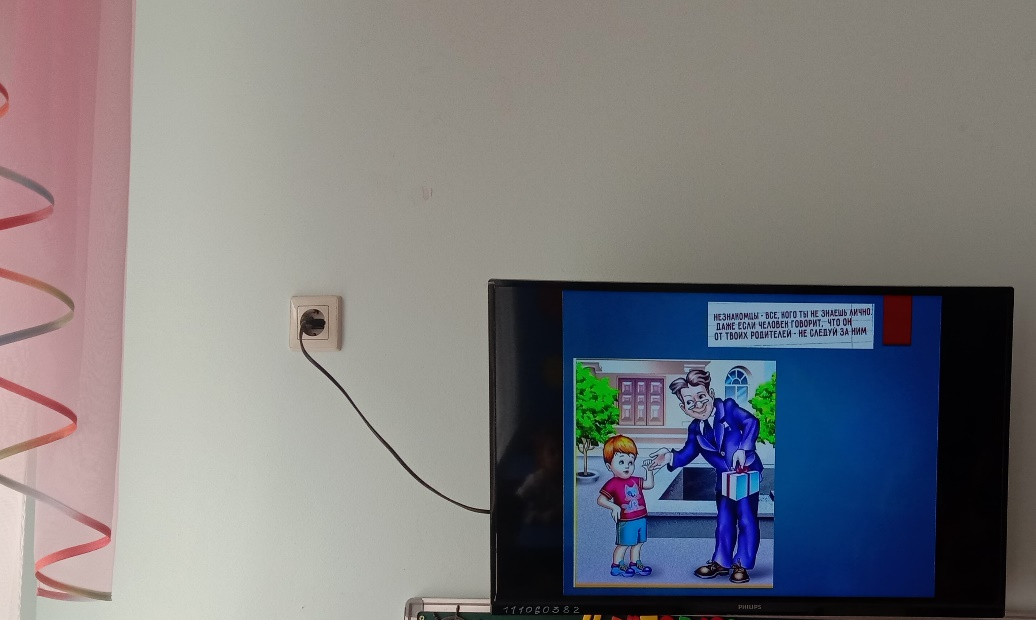 НЕЗНАКОМЦЫ - ВСЕ, КОГО ТЫ НЕ ЗНАЕШЬ ЛИЧНО.
ДАЖЕ ЕСЛИ ЧЕЛОВЕК ГОВОРИТ, ЧТО ОН
ОТ ТВОИХ РОДИТЕЛЕЙ - НЕ СЛЕДУЙ ЗА НИМ
111060382
PHILIPS